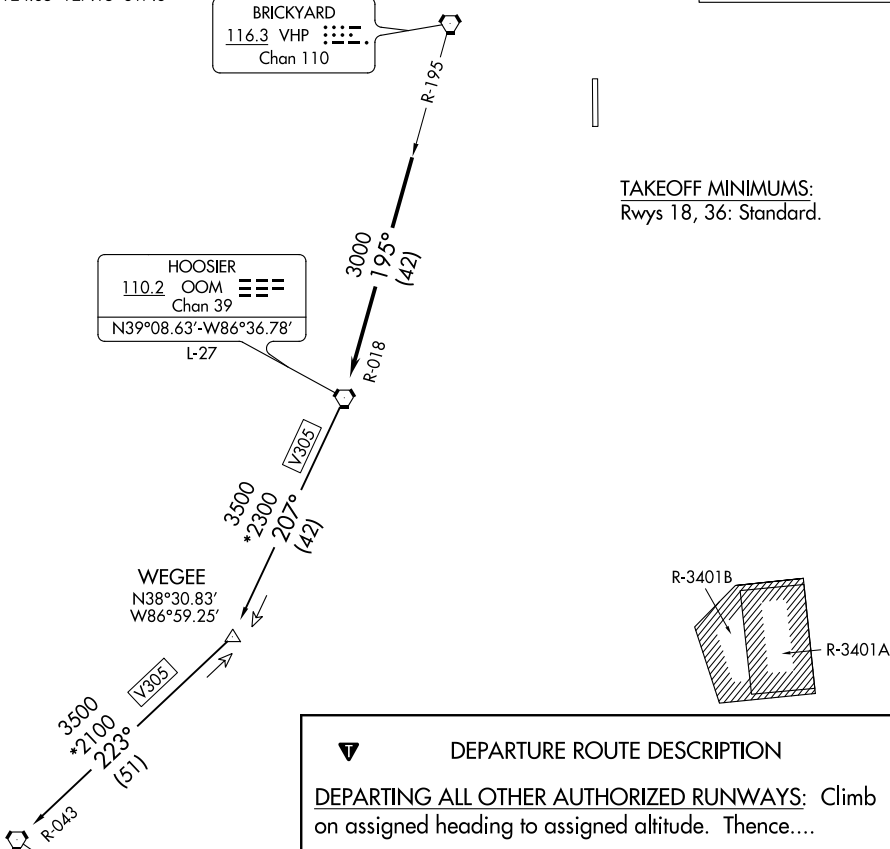 BRICKYARD
116.3 VHP
Chan 110
R-195
TAKEOFF MINIMUMS:
Rwys 18, 36: Standard.
3000
195°
(42)
HOOSIER
110.2 OOM
Chan 39
N39°08.63'-W86°36.78'
L-27
R-018
V305
3500
*2300
207°
(42)
WEGEE
N38°30.83'
W86°59.25'
R-3401B
R-3401A
V305
3500
*2100
223°
(51)
R-043
T
DEPARTURE ROUTE DESCRIPTION
DEPARTING ALL OTHER AUTHORIZED RUNWAYS: Climb
on assigned heading to assigned altitude. Thence....